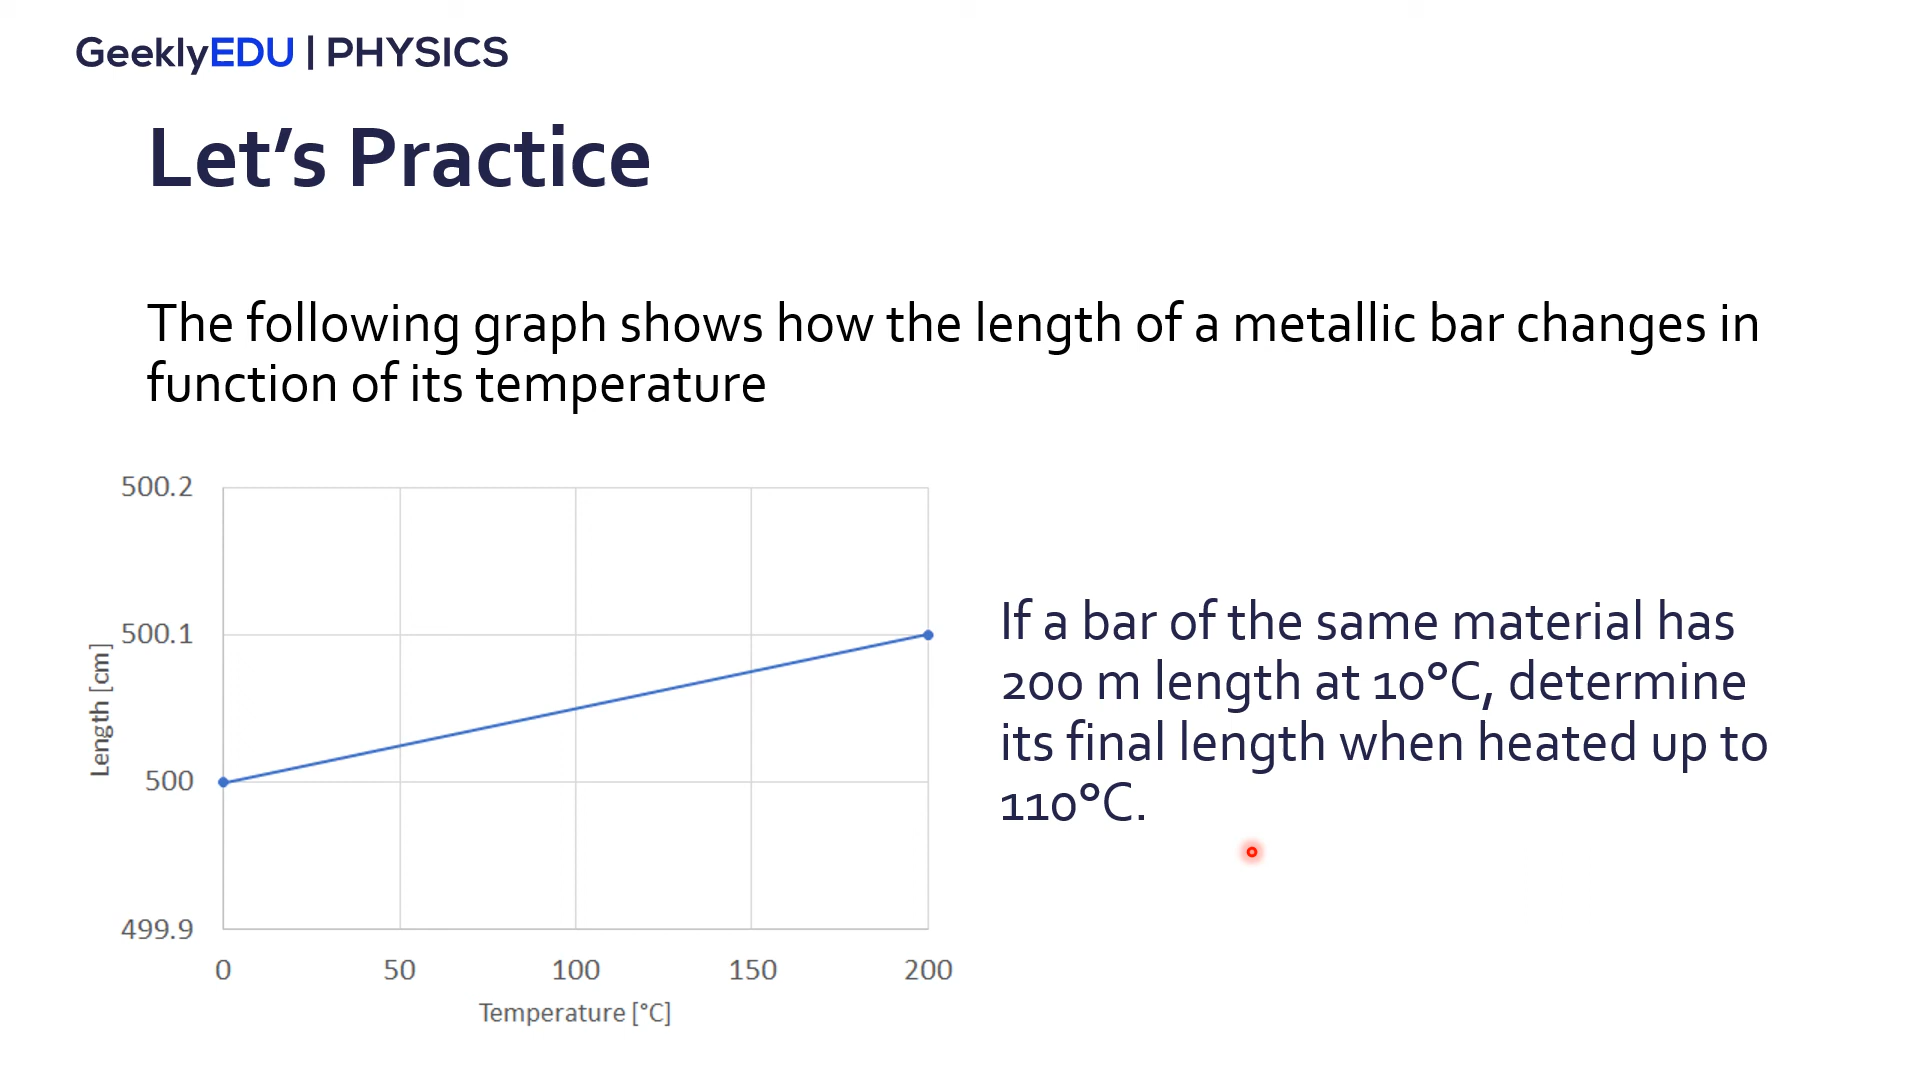 GeeklyEDU | PHYSICS
Let’s Practice
The following graph shows how the length of a metallic bar changes in
function of its temperature
500.2
500.1
500
499.9
Length [cm]
0 50 100 150 200
Temperature [°C]
If a bar of the same material has
200 m length at 10°C, determine
its final length when heated up to
110°C.